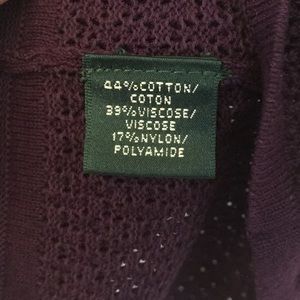 44%COTTON/
COTON
39%VISCOSE/
VISCOSE
17%NYLON/
POLYAMIDE